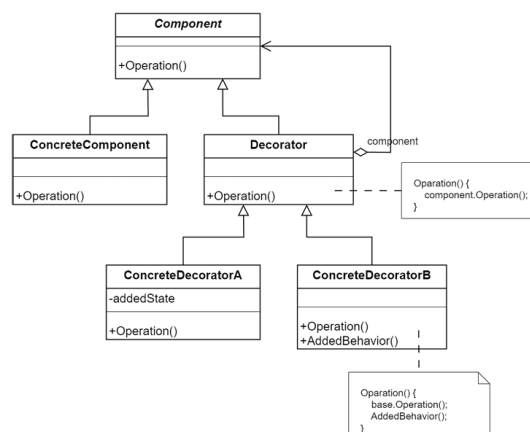 Component
+Operation()
ConcreteComponent
+Operation()
Decorator
+Operation()
component
Oparation() {
component.Operation();
}
ConcreteDecoratorA
-addedState
+Operation()
ConcreteDecoratorB
+Operation()
+AddedBehavior()
Oparation() {
base.Operation();
AddedBehavior();
}